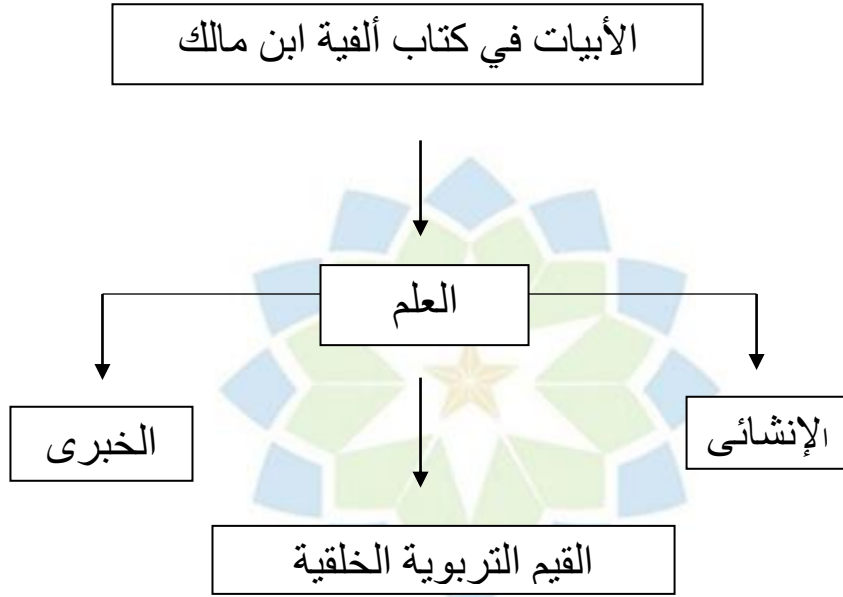 الأبيات في كتاب ألفية ابن مالك
العلم
الإنشائى
الخبرى
القيم التربوية الخلقية